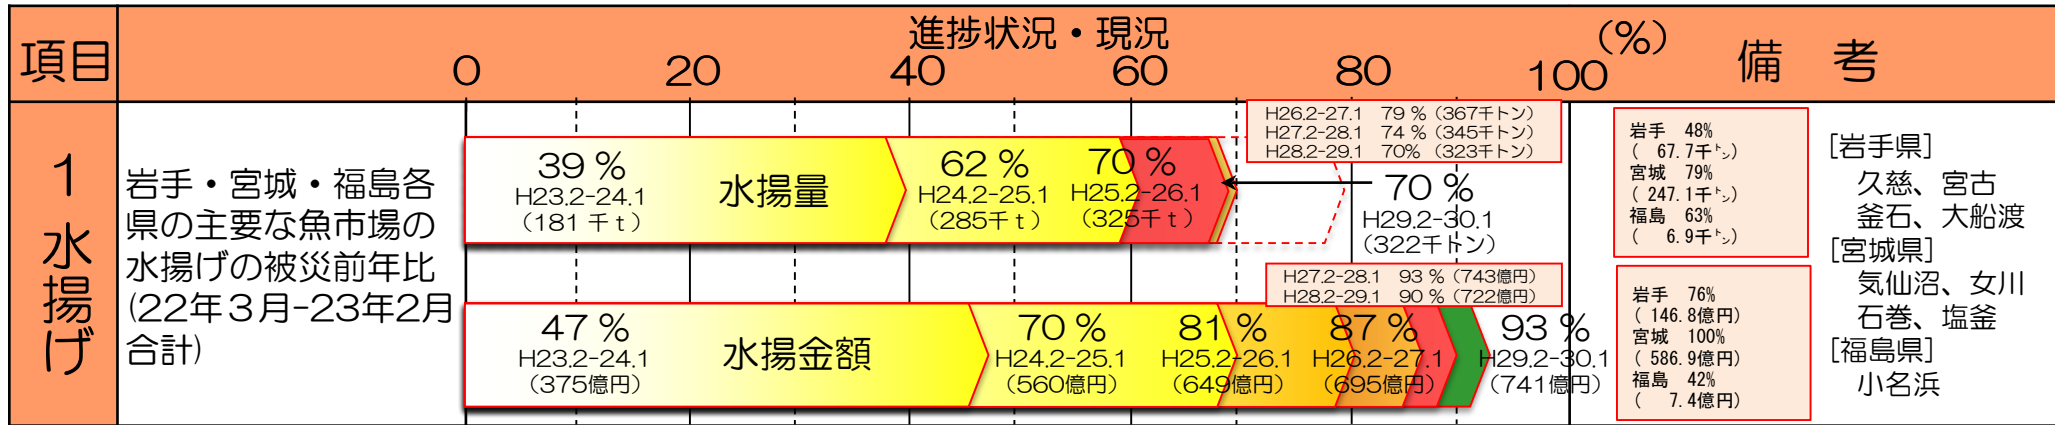 項目
進捗状況・現況
(%)
備 考
0 20 40 60 80 100
1 水揚げ
岩手・宮城・福島各
県の主要な魚市場の
水揚げの被災前年比
(22年３月-23年2月
合計)
H26.2-27.1 79 % (367千トン)
H27.2-28.1 74 % (345千トン)
H28.2-29.1 70% (323千トン)
39 %
H23.2-24.1
(181 千ｔ)
水揚量
62 %
H24.2-25.1
(285千ｔ)
70 %
H25.2-26.1
(325千ｔ)
70 %
H29.2-30.1
(322千トン)
H27.2-28.1 93 % (743億円)
H28.2-29.1 90 % (722億円)
47 %
H23.2-24.1
(375億円)
水揚金額
70 %
H24.2-25.1
(560億円)
81 %
H25.2-26.1
(649億円)
87 %
H26.2-27.1
(695億円)
93 %
H29.2-30.1
(741億円)
岩手 48%
( 67.7千㌧)
宮城 79%
( 247.1千㌧)
福島 63%
( 6.9千㌧)
岩手 76%
( 146.8億円)
宮城 100%
( 586.9億円)
福島 42%
( 7.4億円)
[岩手県]
久慈、宮古
釜石、大船渡
[宮城県]
気仙沼、女川
石巻、塩釜
[福島県]
小名浜